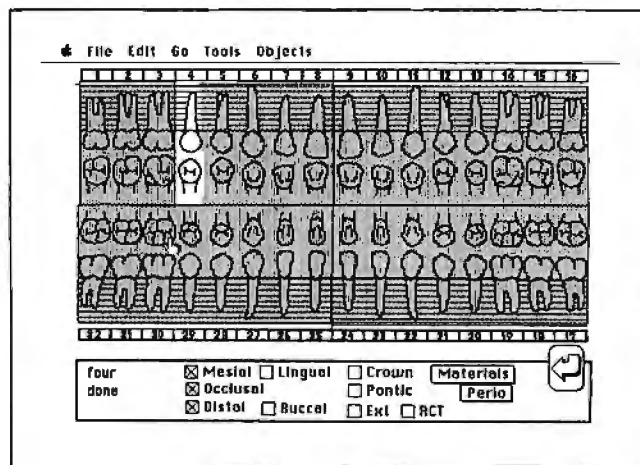 File Edit Go Tools Objects
1 2 3 4 5 6 7 8 9 10 11 12 13 14 15 16
32 31 30 29 28 27 26 25 24 23 22 21 20 19 18 17
four Mesial Lingual Crown Materials
done Occlusal Pontic Perio
Distal Buccal Ext RCT